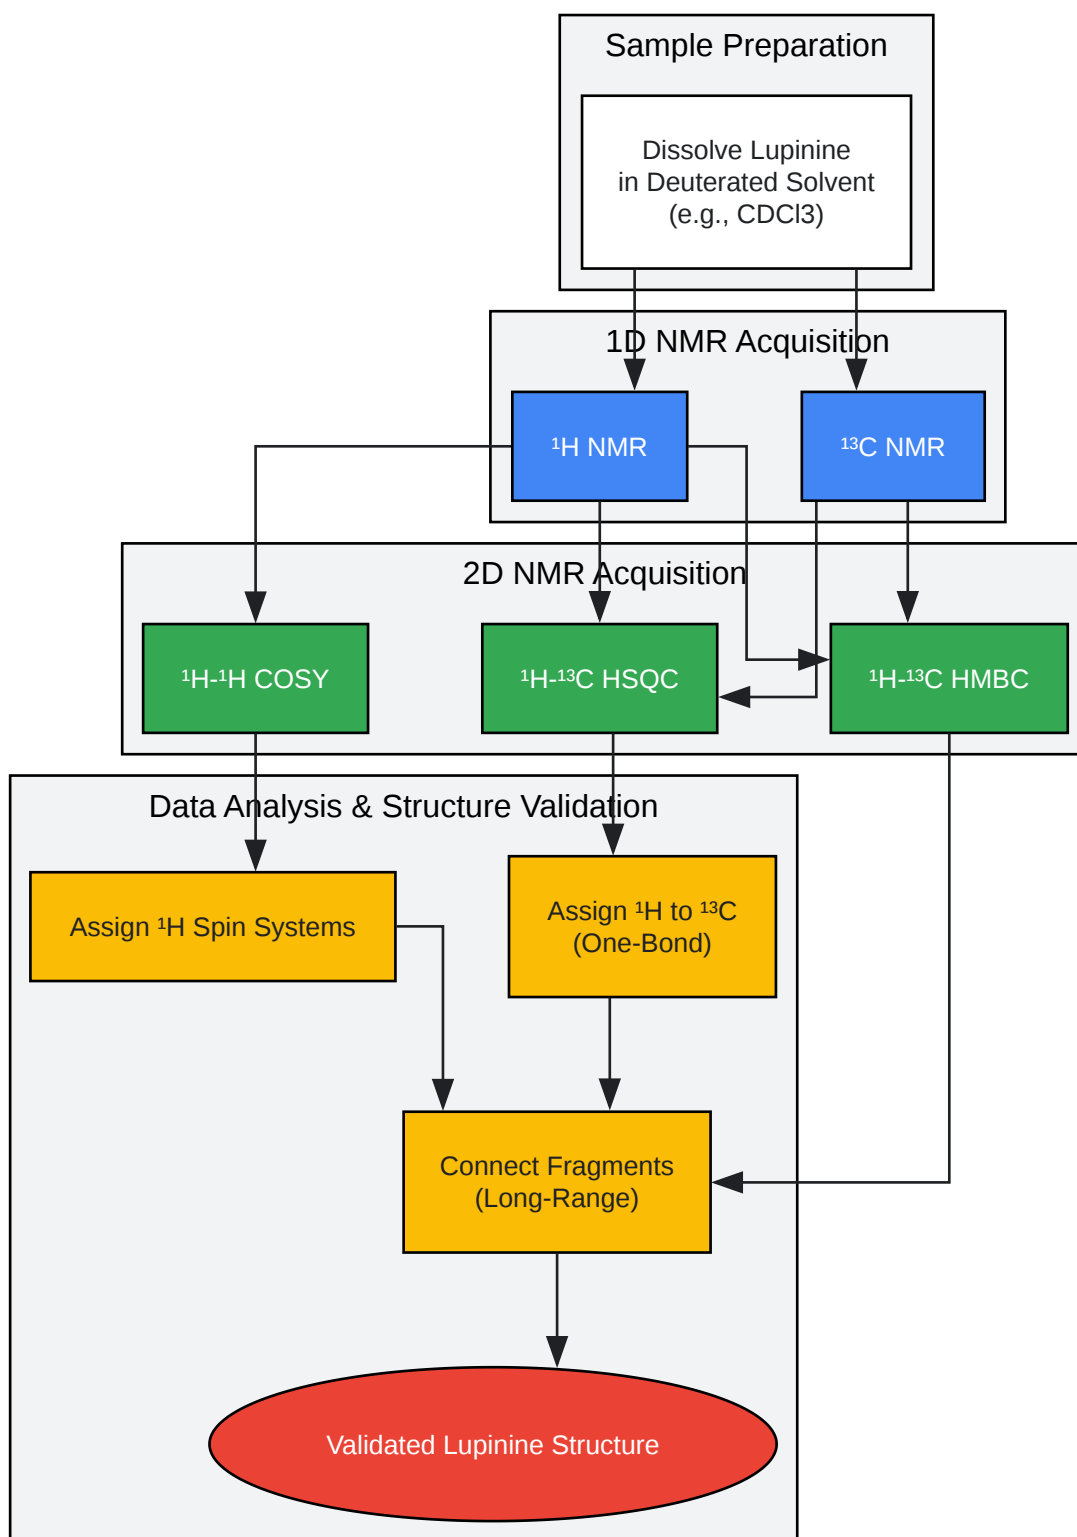 Sample Preparation
Dissolve Lupinine
in Deuterated Solvent
(e.g., CDCl3)
1D NMR Acquisition
¹H NMR
¹³C NMR
2D NMR Acquisition
¹H-¹H COSY
¹H-¹³C HSQC
¹H-¹³C HMBC
Data Analysis & Structure Validation
Assign ¹H Spin Systems
Assign ¹H to ¹³C
(One-Bond)
Connect Fragments
(Long-Range)
Validated Lupinine Structure